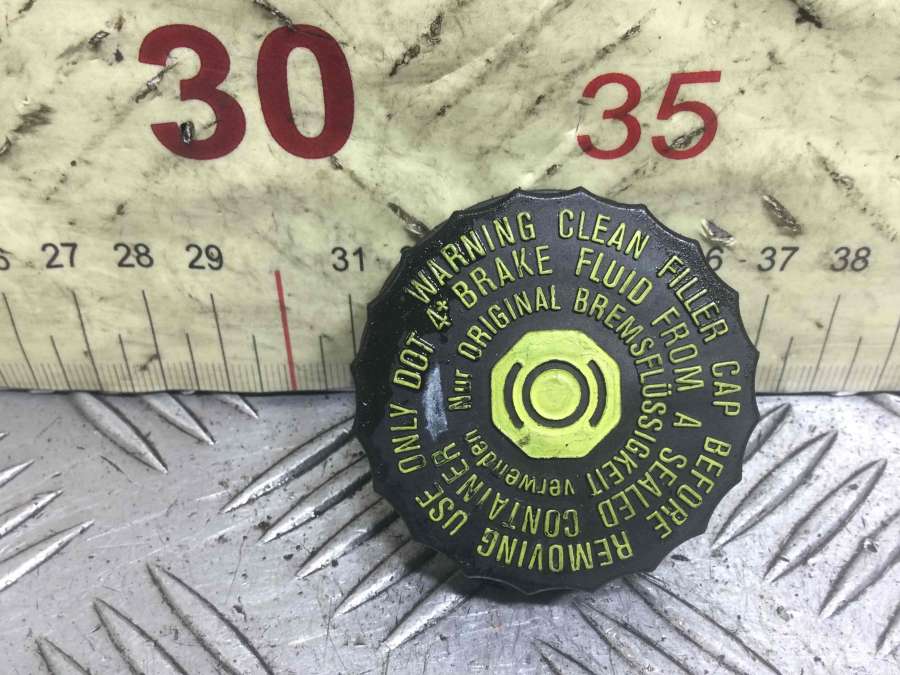 30 35
27 28 29 31 37 38
WARNING CLEAN FILLER CAP BEFORE REMOVING
USE ONLY DOT 4+ BRAKE FLUID FROM A SEALED CONTAINER
Nur ORIGINAL BREMSFLÜSSIGKEIT verwenden